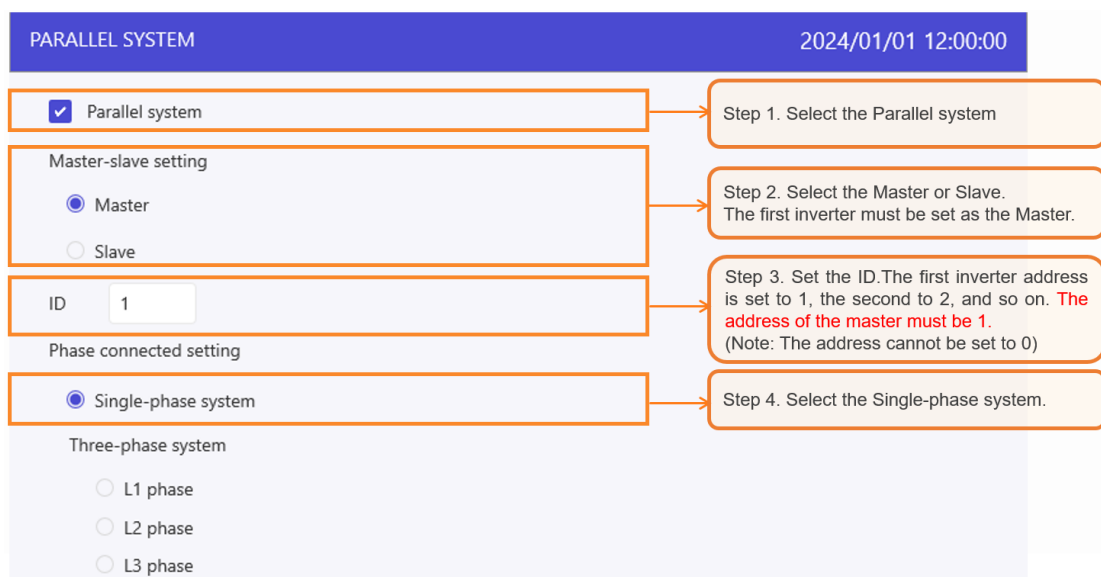 PARALLEL SYSTEM
2024/01/01 12:00:00
Parallel system
Step 1. Select the Parallel system
Master-slave setting
Master
Slave
Step 2. Select the Master or Slave.
The first inverter must be set as the Master.
ID
1
Step 3. Set the ID.The first inverter address
is set to 1, the second to 2, and so on. The
address of the master must be 1.
(Note: The address cannot be set to 0)
Phase connected setting
Single-phase system
Step 4. Select the Single-phase system.
Three-phase system
L1 phase
L2 phase
L3 phase